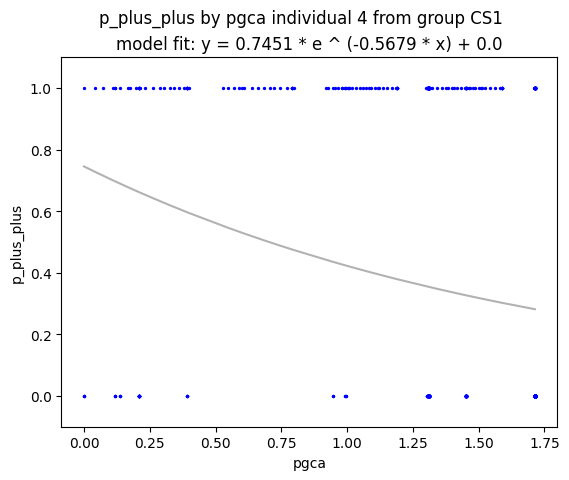 p_plus_plus by pgca individual 4 from group CS1
model fit: y = 0.7451 * e ^ (-0.5679 * x) + 0.0
1.0
0.8
0.6
0.4
0.2
0.0
p_plus_plus
0.00 0.25 0.50 0.75 1.00 1.25 1.50 1.75
pgca